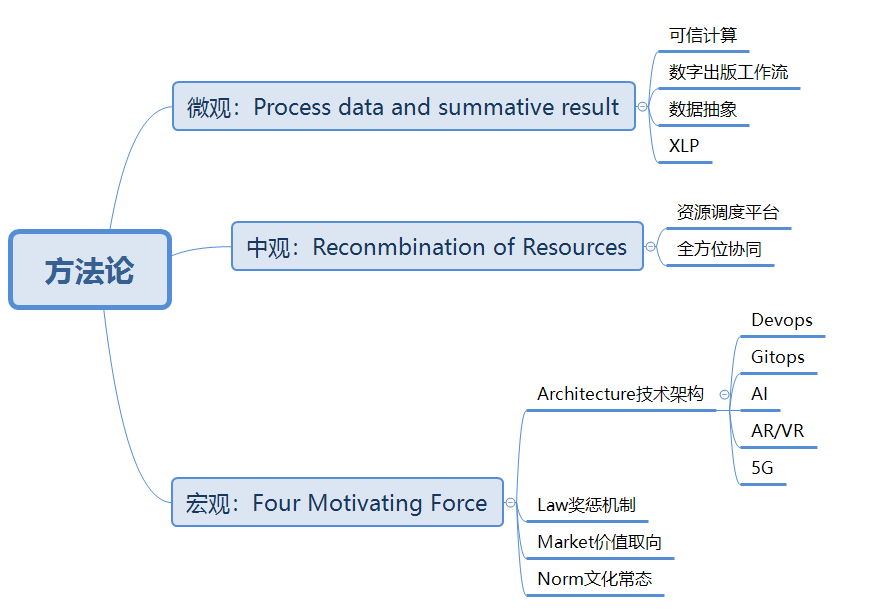 方法论
微观：Process data and summative result
可信计算
数字出版工作流
数据抽象
XLP
中观：Reconmbination of Resources
资源调度平台
全方位协同
宏观：Four Motivating Force
Architecture技术架构
Devops
Gitops
AI
AR/VR
5G
Law奖惩机制
Market价值取向
Norm文化常态